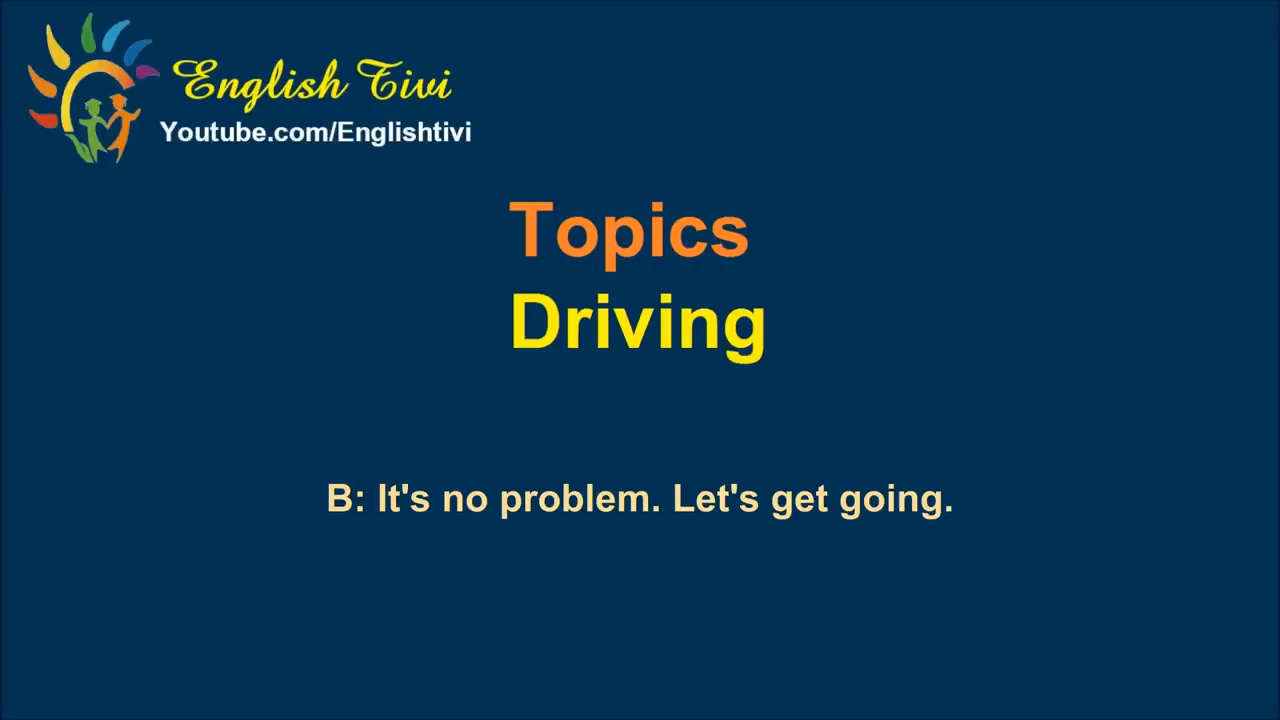 English Tivi
Youtube.com/Englishtivi
Topics
Driving
B: It's no problem. Let's get going.